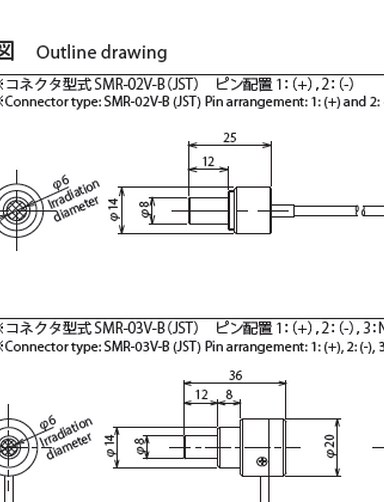 図 Outline drawing
※コネクタ型式 SMR-02V-B(JST) ピン配置 1：(+) , 2：(-)
※Connector type: SMR-02V-B (JST) Pin arrangement: 1: (+) and 2:
25
12
φ6
Irradiation
diameter
φ14
φ8
※コネクタ型式 SMR-03V-B(JST) ピン配置 1：(+) , 2：(-) , 3：N
※Connector type: SMR-03V-B (JST) Pin arrangement: 1: (+), 2: (-), 3
36
12 8
φ6
Irradiation
diameter
φ14
φ8
φ20